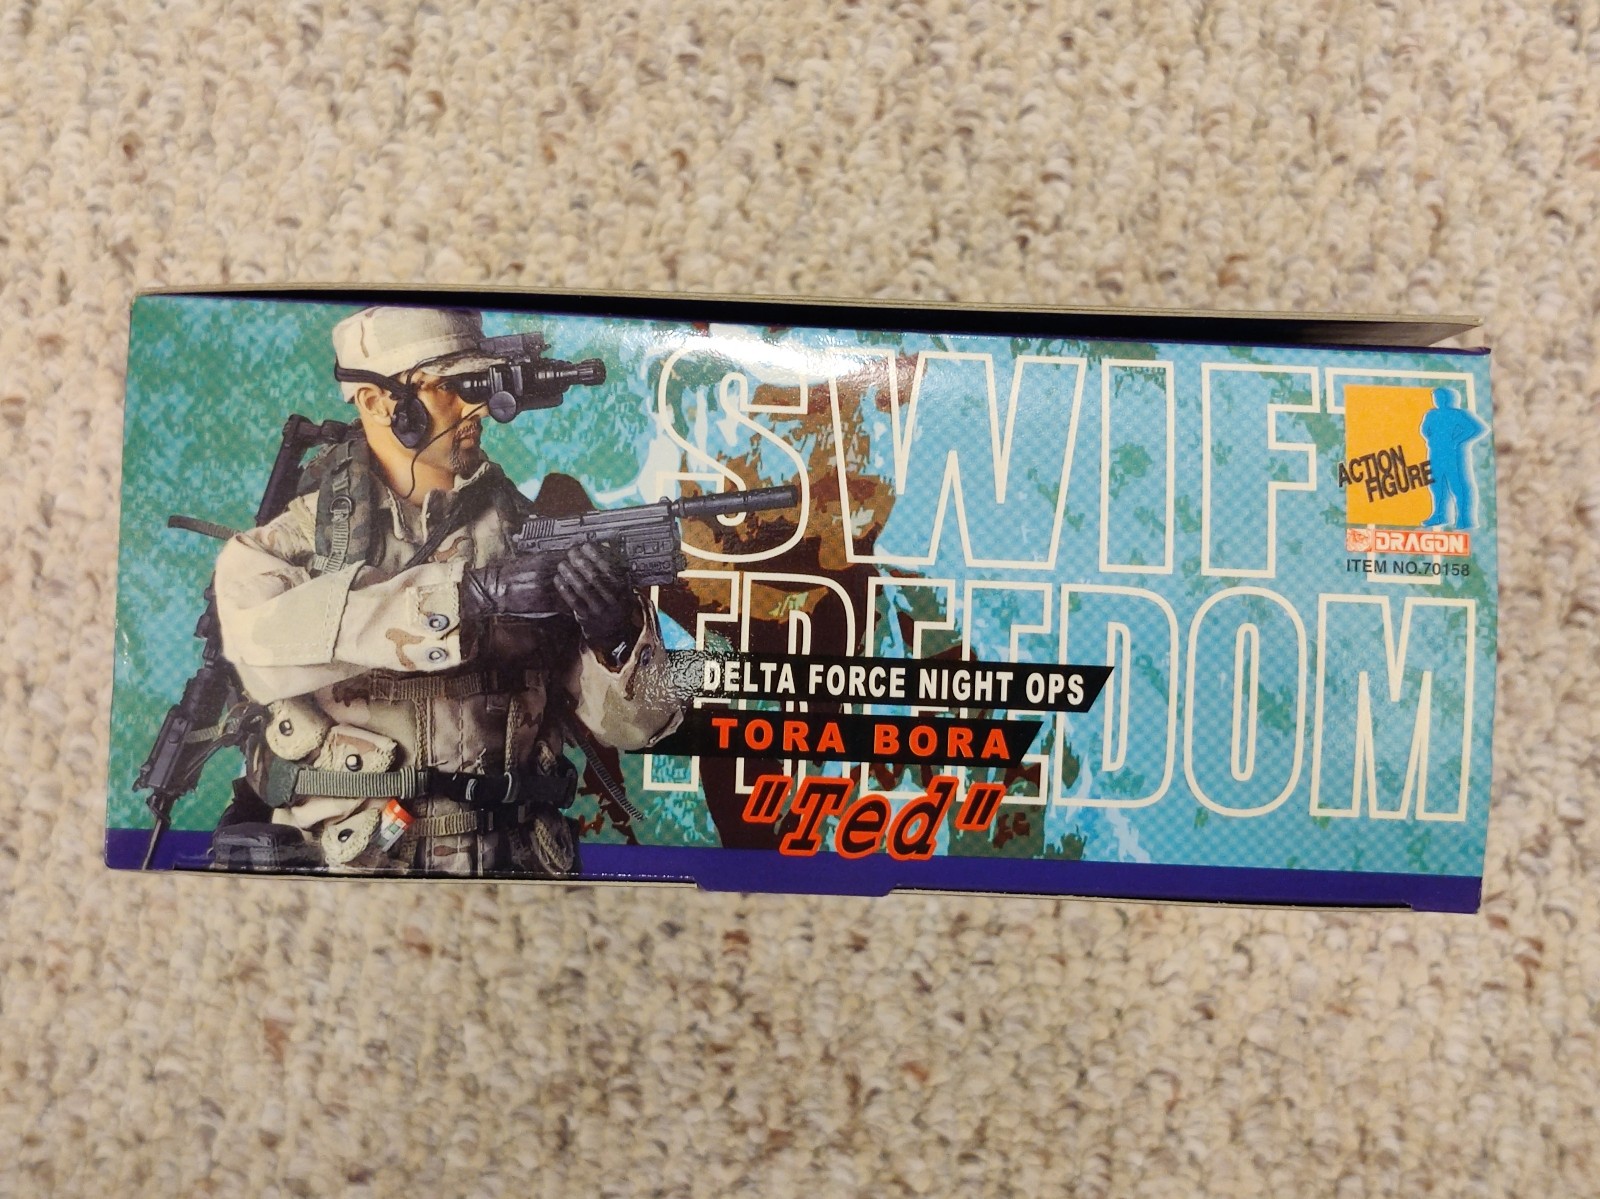 SWIFT
FREEDOM
ACTION
FIGURE
DRAGON
ITEM NO.70158
DELTA FORCE NIGHT OPS
TORA BORA
"Ted"